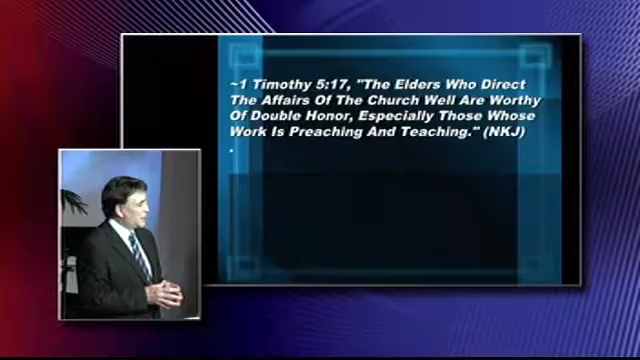 ~1 Timothy 5:17, "The Elders Who Direct
The Affairs Of The Church Well Are Worthy
Of Double Honor, Especially Those Whose
Work Is Preaching And Teaching." (NKJ)
.